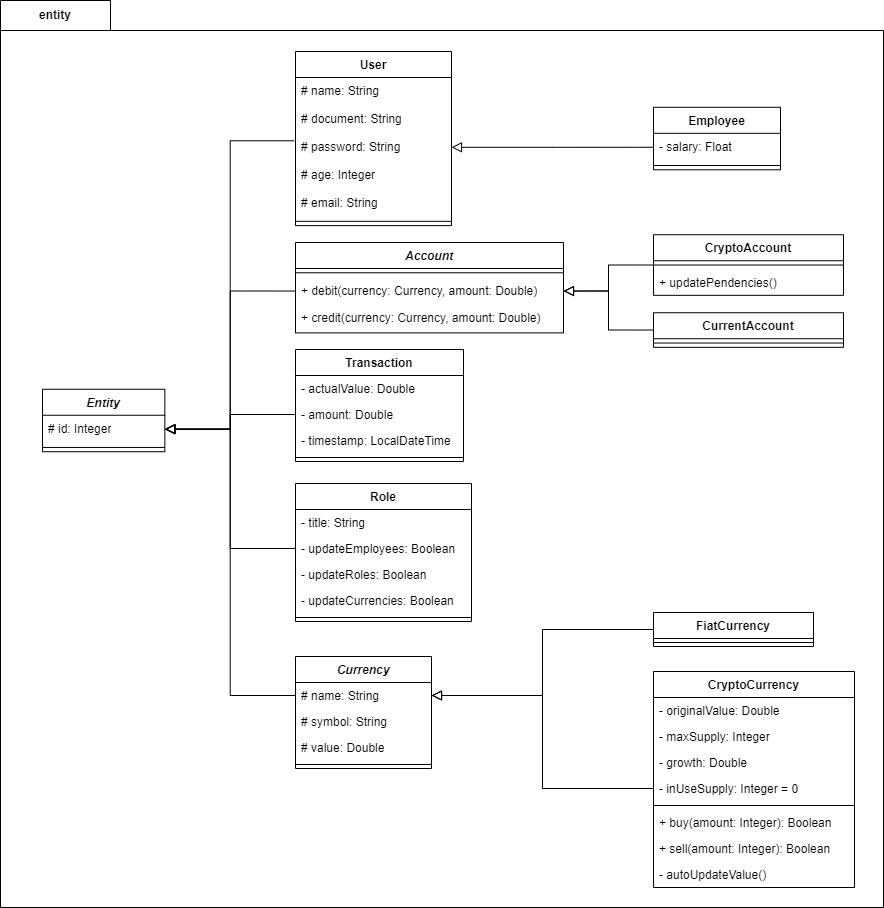 entity
User
# name: String
# document: String
# password: String
# age: Integer
# email: String
Employee
- salary: Float
Account
+ debit(currency: Currency, amount: Double)
+ credit(currency: Currency, amount: Double)
CryptoAccount
+ updatePendencies()
CurrentAccount
Transaction
- actualValue: Double
- amount: Double
- timestamp: LocalDateTime
Entity
# id: Integer
Role
- title: String
- updateEmployees: Boolean
- updateRoles: Boolean
- updateCurrencies: Boolean
Currency
# name: String
# symbol: String
# value: Double
FiatCurrency
CryptoCurrency
- originalValue: Double
- maxSupply: Integer
- growth: Double
- inUseSupply: Integer = 0
+ buy(amount: Integer): Boolean
+ sell(amount: Integer): Boolean
- autoUpdateValue()